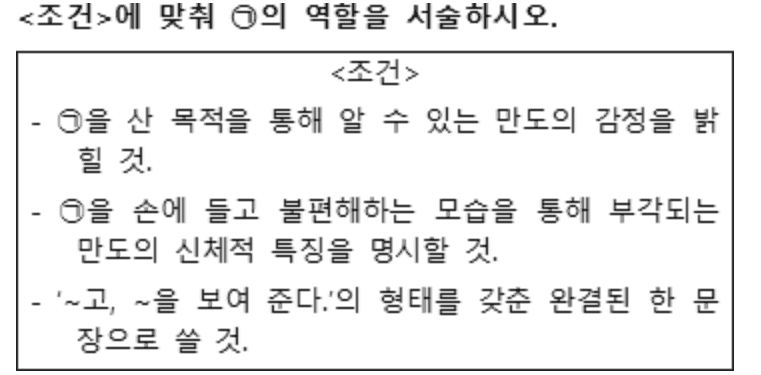 <조건>에 맞춰 ㉠의 역할을 서술하시오.
<조건>
- ㉠을 산 목적을 통해 알 수 있는 만도의 감정을 밝
힐 것.
- ㉠을 손에 들고 불편해하는 모습을 통해 부각되는
만도의 신체적 특징을 명시할 것.
- ‘~고, ~을 보여 준다.’의 형태를 갖춘 완결된 한 문
장으로 쓸 것.